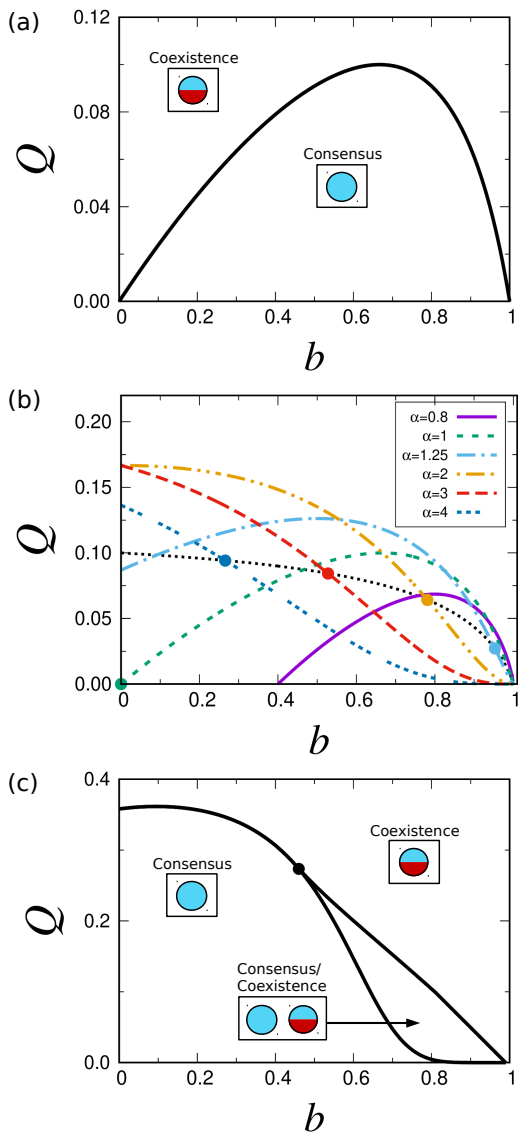 (a)
0.12
0.08
0.04
0.00
Q
Coexistence
Consensus
0 0.2 0.4 0.6 0.8 1
b
(b)
0.20
0.15
0.10
0.05
0.00
Q
α=0.8
α=1
α=1.25
α=2
α=3
α=4
0 0.2 0.4 0.6 0.8 1
b
(c)
0.4
0.2
0.0
Q
Coexistence
Consensus
Consensus/
Coexistence
0 0.2 0.4 0.6 0.8 1
b